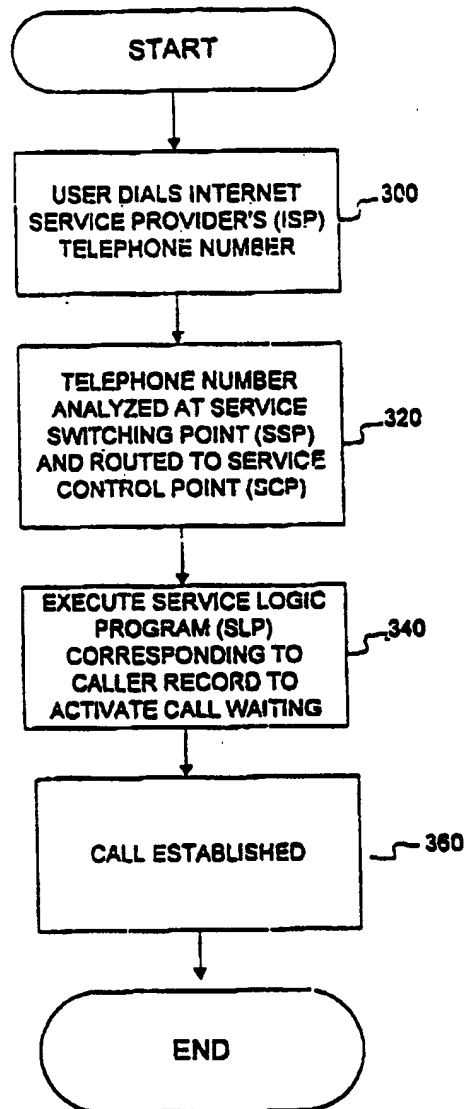 START
USER DIALS INTERNET
SERVICE PROVIDER'S (ISP)
TELEPHONE NUMBER
300
TELEPHONE NUMBER
ANALYZED AT SERVICE
SWITCHING POINT (SSP)
AND ROUTED TO SERVICE
CONTROL POINT (SCP)
320
EXECUTE SERVICE LOGIC
PROGRAM (SLP)
CORRESPONDING TO
CALLER RECORD TO
ACTIVATE CALL WAITING
340
CALL ESTABLISHED
360
END